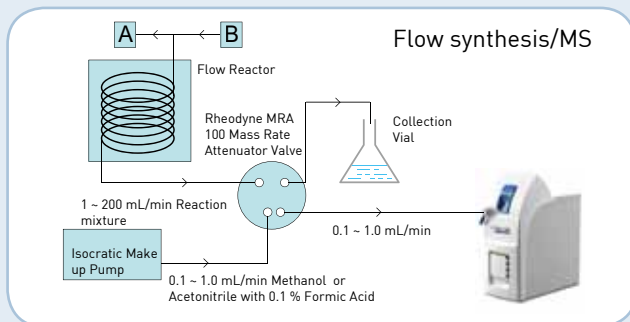 Flow synthesis/MS
A
B
Flow Reactor
Rheodyne MRA
100 Mass Rate
Attenuator Valve
Collection
Vial
1 ~ 200 mL/min Reaction
mixture
0.1 ~ 1.0 mL/min
Isocratic Make
up Pump
0.1 ~ 1.0 mL/min Methanol or
Acetonitrile with 0.1 % Formic Acid